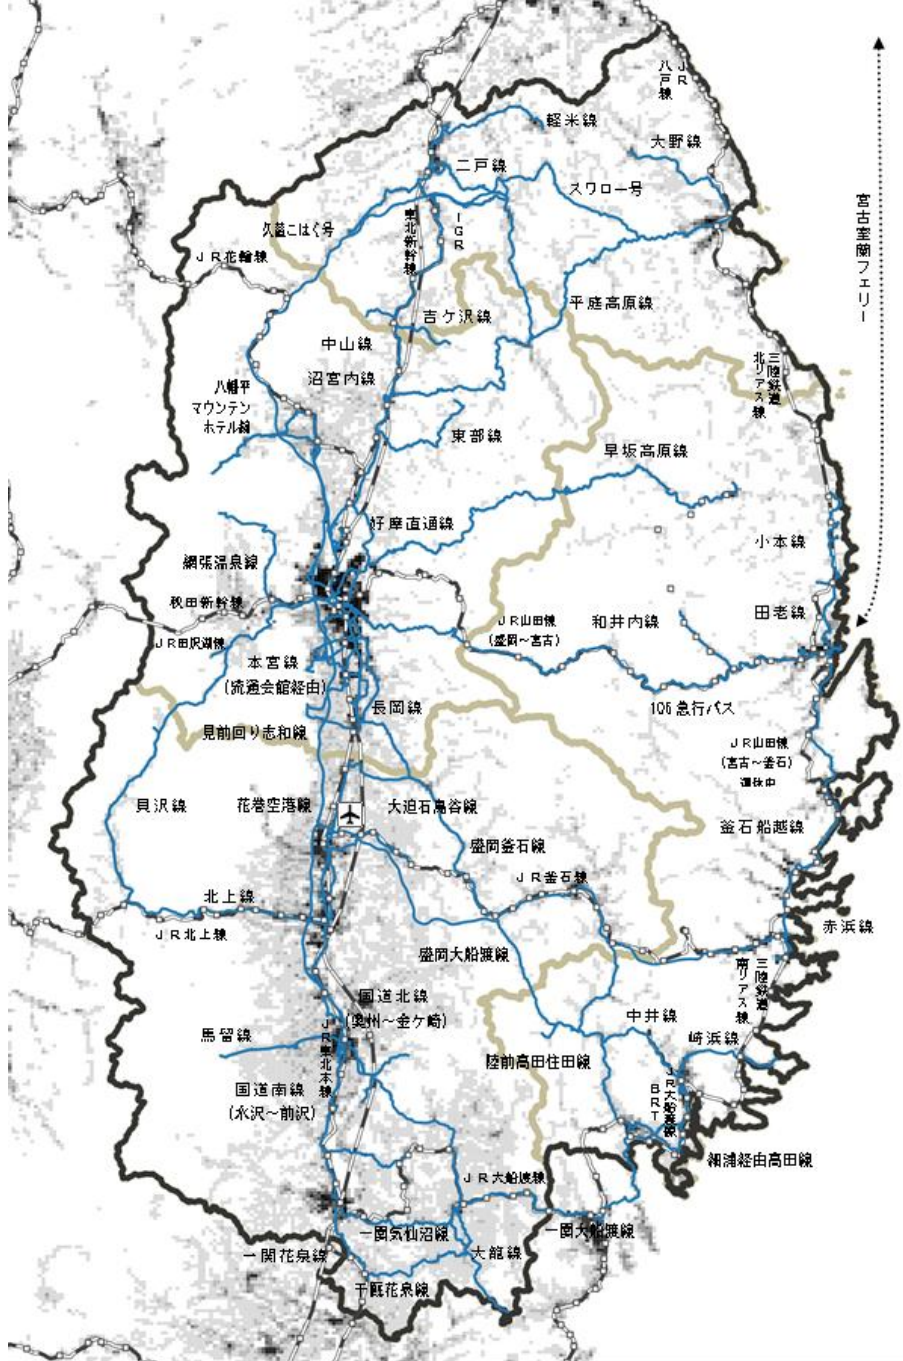 JR
八戸線
軽米線
大野線
二戸線
スワロー号
宮古室蘭フェリー
久慈こはく号
東北新幹線
IGR
JR花輪線
平庭高原線
吉ケ沢線
中山線
沼宮内線
三陸鉄道
北リアス線
八幡平
マウンテン
ホテル線
東部線
早坂高原線
好摩直通線
小本線
網張温泉線
秋田新幹線
田老線
JR山田線
(盛岡～宮古)
和井内線
JR田沢湖線
本宮線
(流通会館経由)
106急行バス
長岡線
見前回り志和線
JR山田線
(宮古～釜石)
運休中
貝沢線
花巻空港線
大迫石鳥谷線
釜石船越線
盛岡釜石線
JR釜石線
北上線
JR北上線
赤浜線
盛岡大船渡線
三陸鉄道
南リアス線
国道北線
(奥州～金ケ崎)
中井線
崎浜線
馬留線
JR東北本線
陸前高田住田線
国道南線
(水沢～前沢)
JR大船渡線
BRT
細浦経由高田線
JR大船渡線
一関気仙沼線
一関大船渡線
大籠線
一関花泉線
千厩花泉線